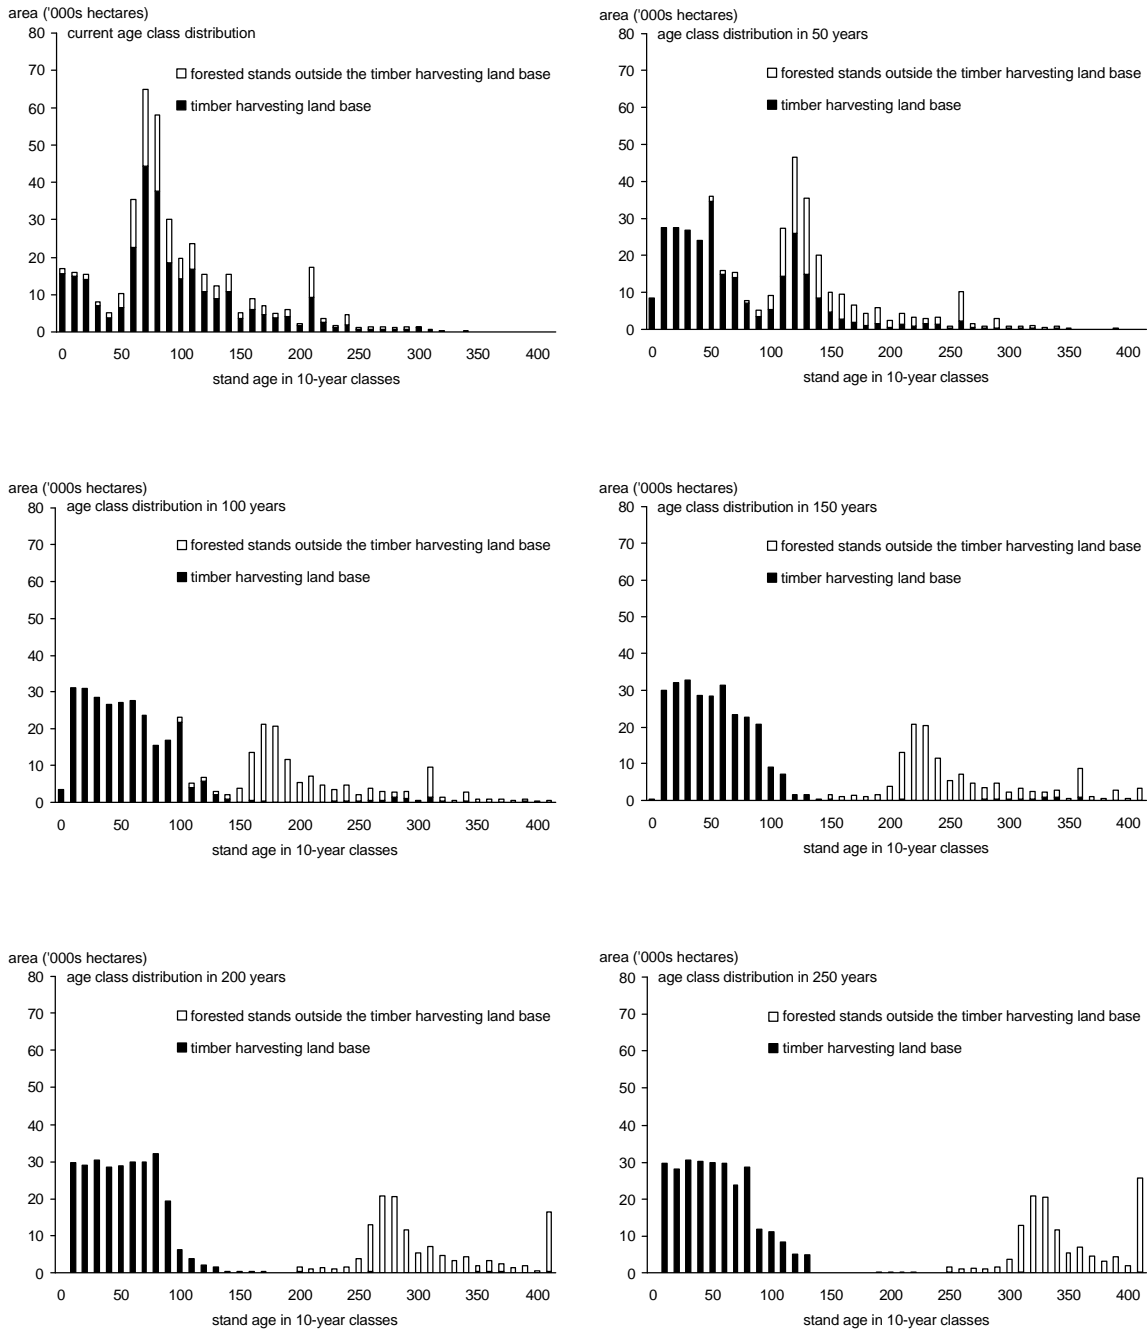 area ('000s hectares)
current age class distribution
forested stands outside the timber harvesting land base
timber harvesting land base
80
70
60
50
40
30
20
10
0
0 50 100 150 200 250 300 350 400
stand age in 10-year classes
area ('000s hectares)
age class distribution in 50 years
forested stands outside the timber harvesting land base
timber harvesting land base
80
70
60
50
40
30
20
10
0
0 50 100 150 200 250 300 350 400
stand age in 10-year classes
area ('000s hectares)
age class distribution in 100 years
forested stands outside the timber harvesting land base
timber harvesting land base
80
70
60
50
40
30
20
10
0
0 50 100 150 200 250 300 350 400
stand age in 10-year classes
area ('000s hectares)
age class distribution in 150 years
forested stands outside the timber harvesting land base
timber harvesting land base
80
70
60
50
40
30
20
10
0
0 50 100 150 200 250 300 350 400
stand age in 10-year classes
area ('000s hectares)
age class distribution in 200 years
forested stands outside the timber harvesting land base
timber harvesting land base
80
70
60
50
40
30
20
10
0
0 50 100 150 200 250 300 350 400
stand age in 10-year classes
area ('000s hectares)
age class distribution in 250 years
forested stands outside the timber harvesting land base
timber harvesting land base
80
70
60
50
40
30
20
10
0
0 50 100 150 200 250 300 350 400
stand age in 10-year classes